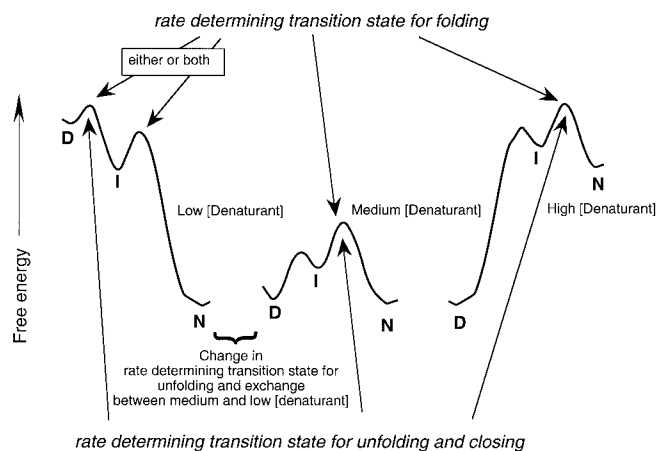 rate determining transition state for folding
either or both
Free energy
D
I
N
Low [Denaturant]
D
I
N
Medium [Denaturant]
D
I
N
High [Denaturant]
Change in
rate determining transition state for
unfolding and exchange
between medium and low [denaturant]
rate determining transition state for unfolding and closing